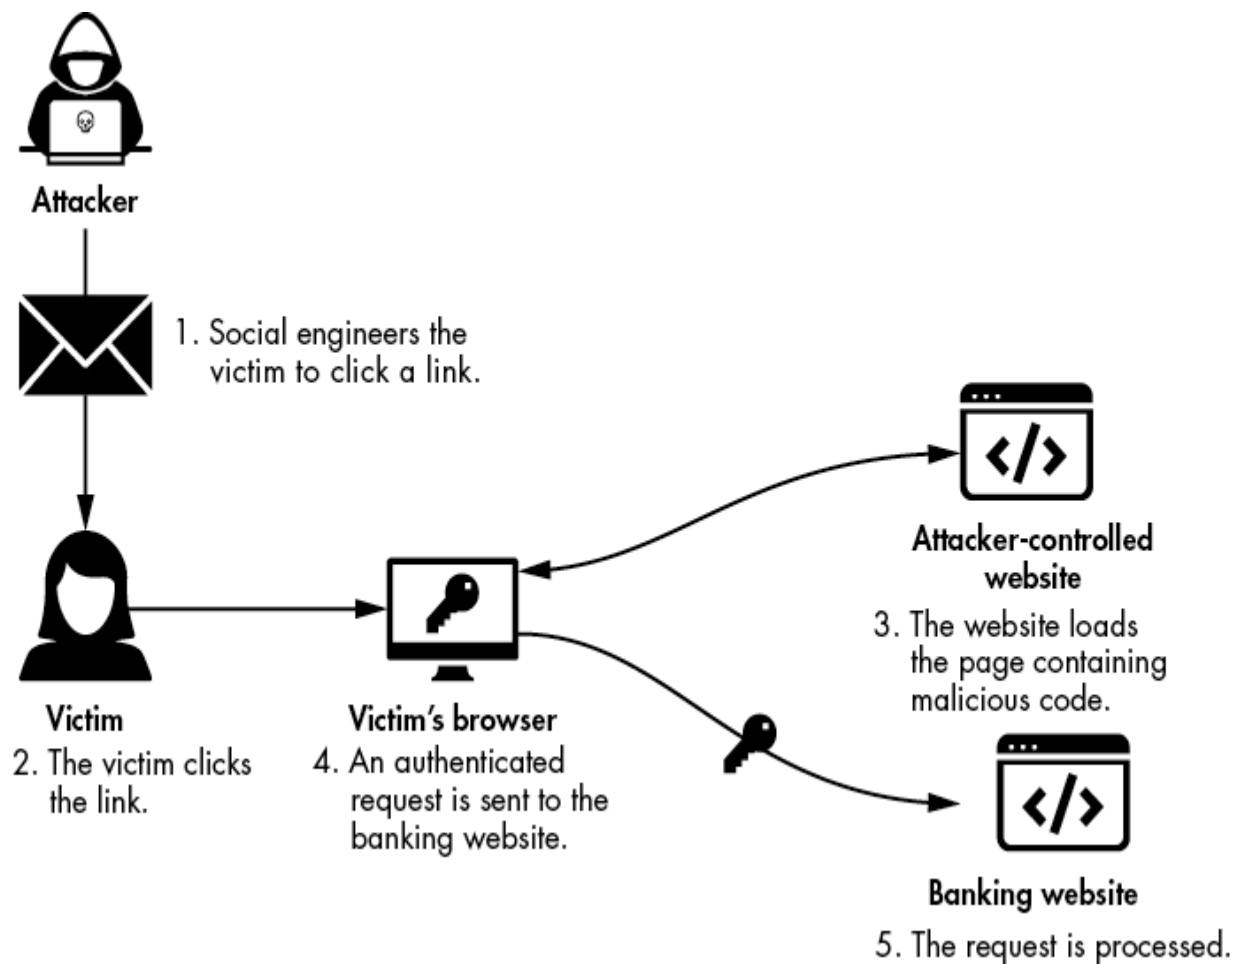 Attacker
1. Social engineers the
victim to click a link.
Attacker-controlled
website
3. The website loads
the page containing
malicious code.
Victim
2. The victim clicks
the link.
Victim's browser
4. An authenticated
request is sent to the
banking website.
Banking website
5. The request is processed.